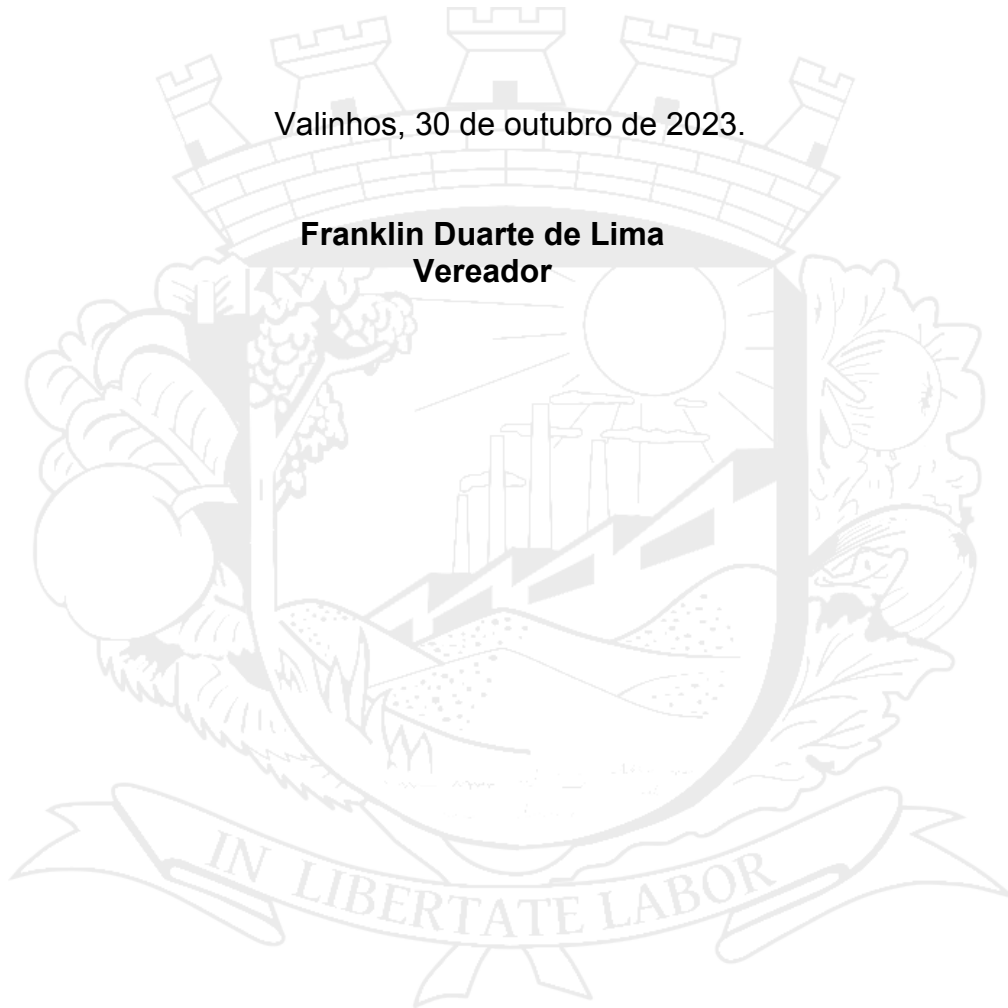 Valinhos, 30 de outubro de 2023.
Franklin Duarte de Lima
Vereador
IN LIBERTATE LABOR